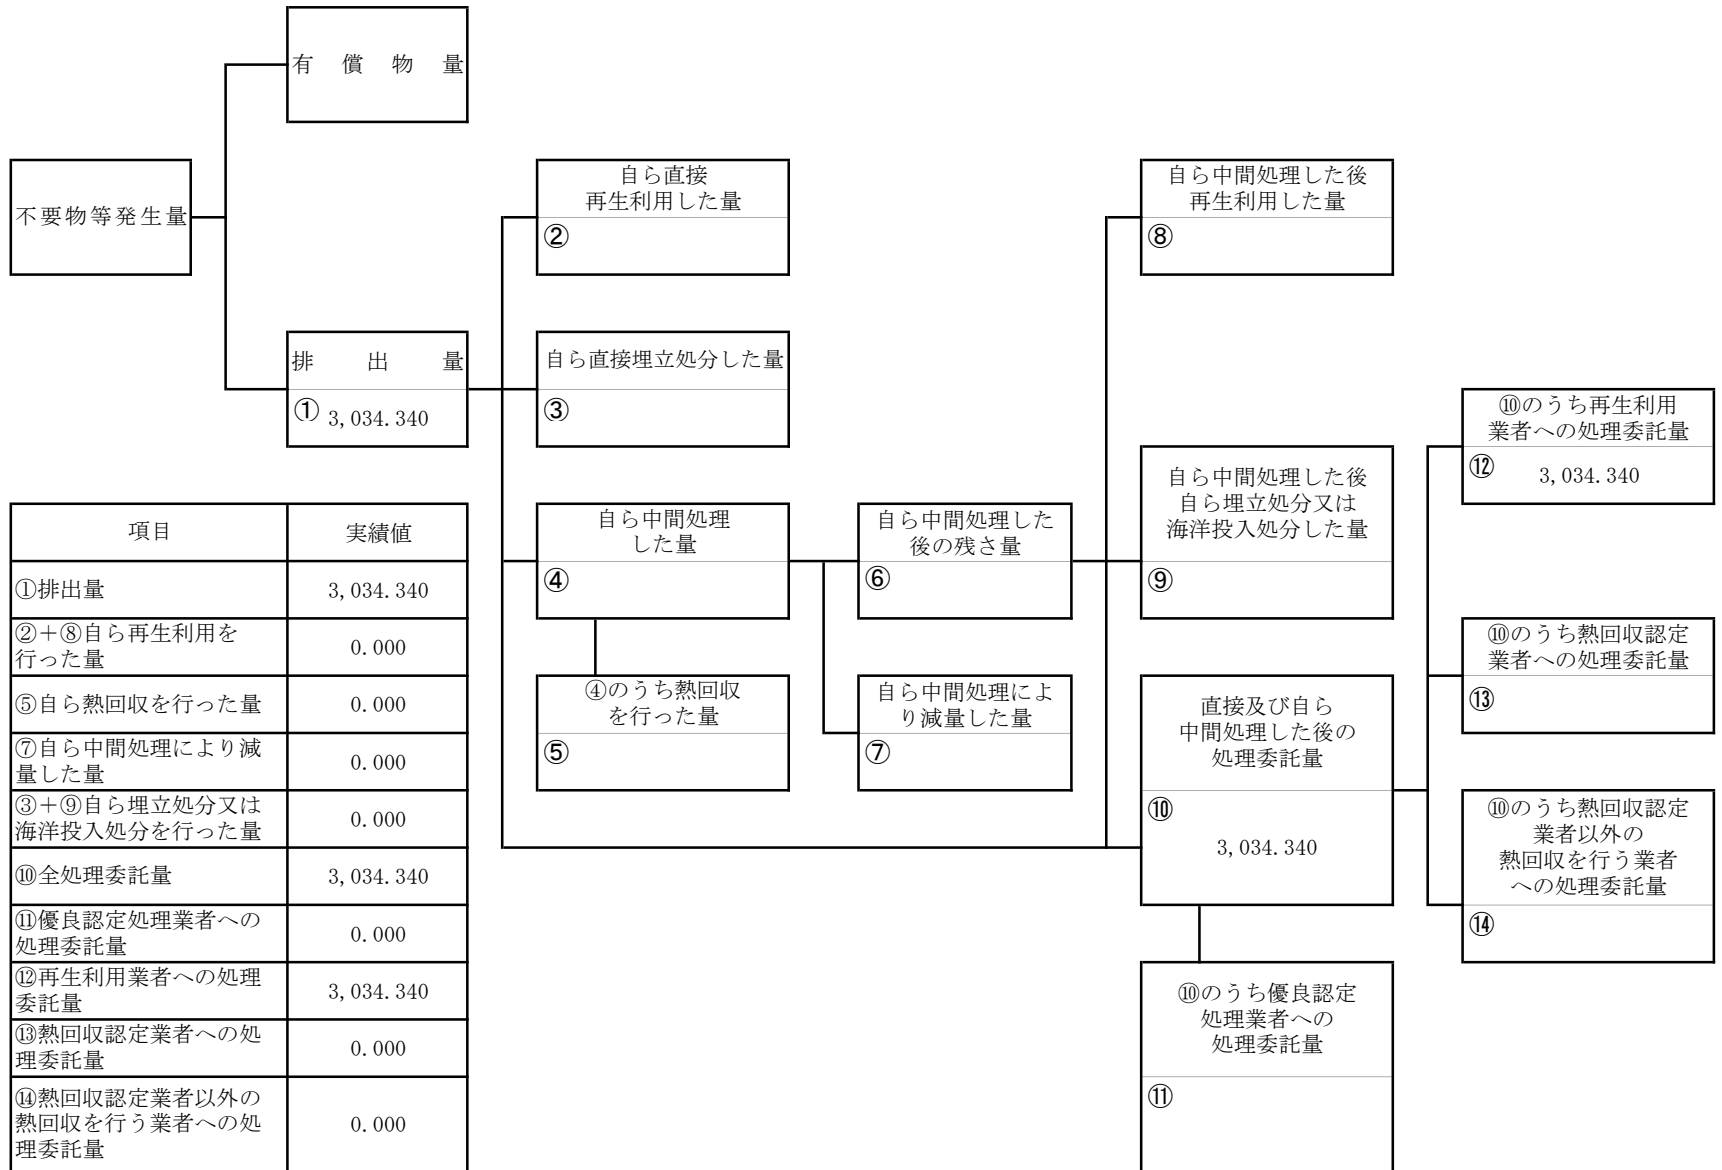 有償物量
不要物等発生量
排出量
① 3,034.340
自ら直接
再生利用した量
②
自ら直接埋立処分した量
③
自ら中間処理
した量
④
④のうち熱回収
を行った量
⑤
自ら中間処理した
後の残さ量
⑥
自ら中間処理によ
り減量した量
⑦
自ら中間処理した後
再生利用した量
⑧
自ら中間処理した後
自ら埋立処分又は
海洋投入処分した量
⑨
直接及び自ら
中間処理した後の
処理委託量
⑩
3,034.340
⑩のうち優良認定
処理業者への
処理委託量
⑪
⑩のうち再生利用
業者への処理委託量
⑫ 3,034.340
⑩のうち熱回収認定
業者への処理委託量
⑬
⑩のうち熱回収認定
業者以外の
熱回収を行う業者
への処理委託量
⑭
項目 実績値
①排出量 3,034.340
②+⑧自ら再生利用を
行った量 0.000
⑤自ら熱回収を行った量 0.000
⑦自ら中間処理により減
量した量 0.000
③+⑨自ら埋立処分又は
海洋投入処分を行った量 0.000
⑩全処理委託量 3,034.340
⑪優良認定処理業者への
処理委託量 0.000
⑫再生利用業者への処理
委託量 3,034.340
⑬熱回収認定業者への処
理委託量 0.000
⑭熱回収認定業者以外の
熱回収を行う業者への処
理委託量 0.000